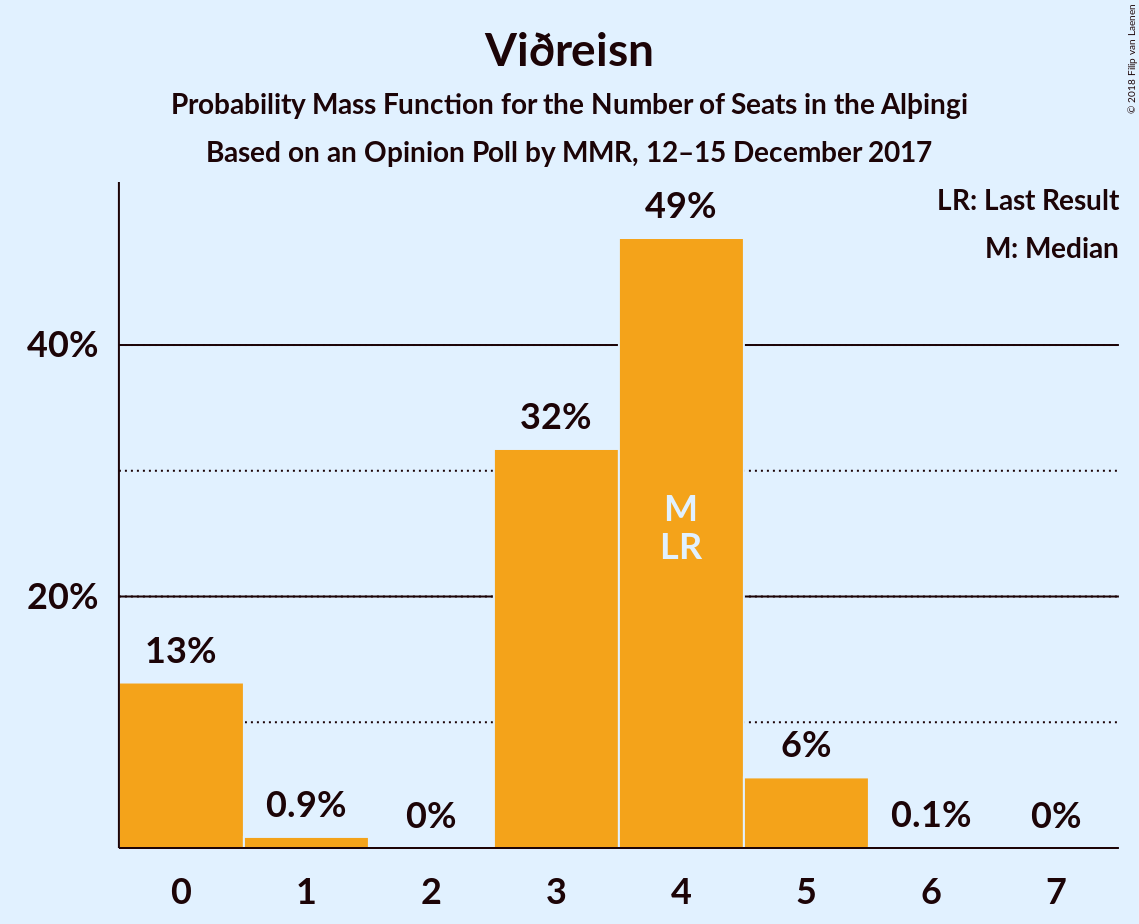 Viðreisn
Probability Mass Function for the Number of Seats in the Alþingi
Based on an Opinion Poll by MMR, 12–15 December 2017
© 2018 Filip van Laenen
LR: Last Result
M: Median
49%
40%
32%
M
LR
20%
13%
6%
0.9%
0%
0.1%
0%
0 1 2 3 4 5 6 7